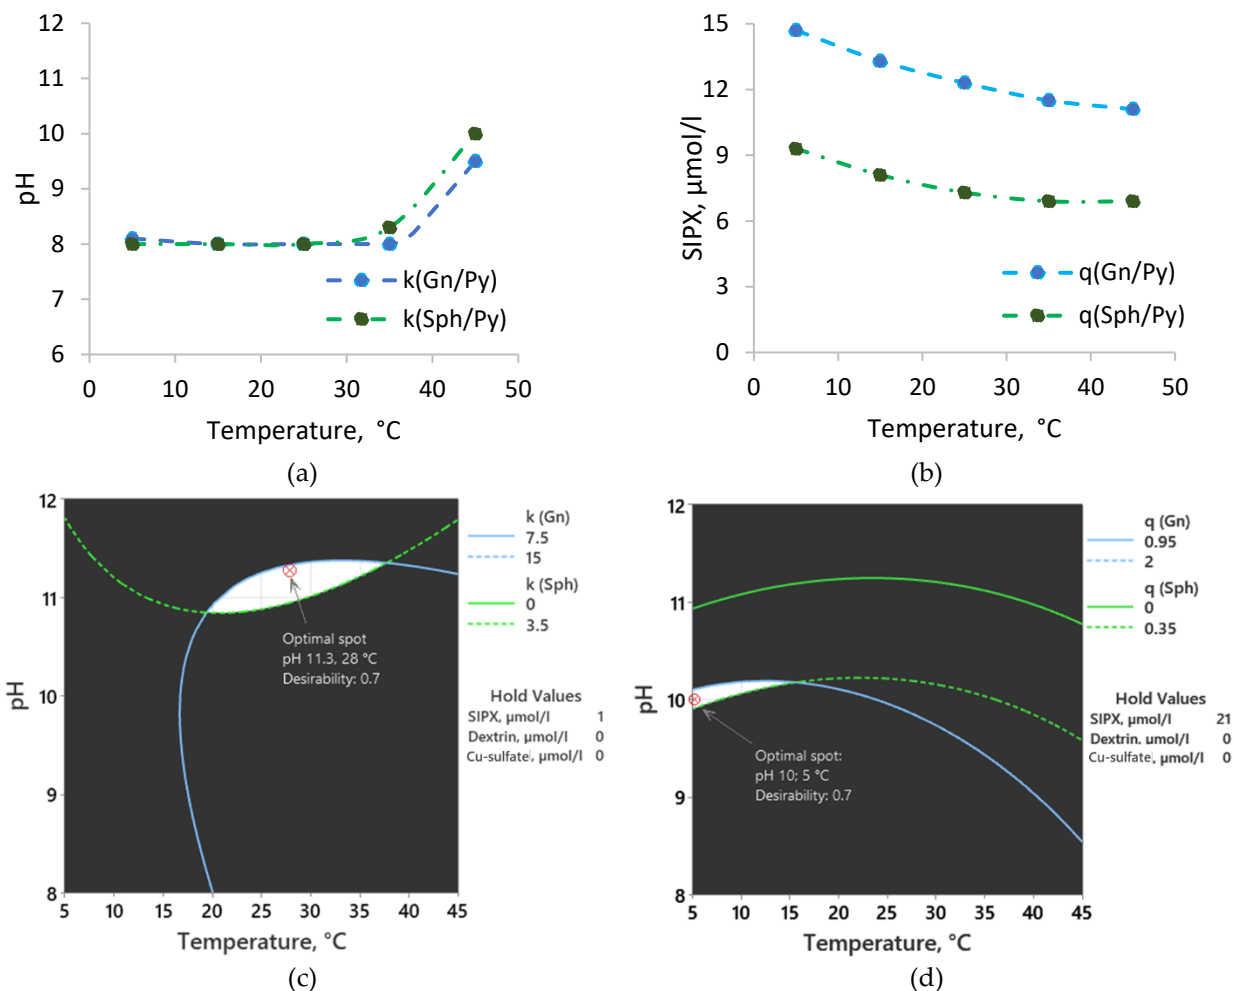 12
11
10
9
8
7
6
pH
0
10
20
30
40
50
Temperature, °C
k(Gn/Py)
k(Sph/Py)
(a)
15
12
9
6
3
0
SIPX, µmol/l
0
10
20
30
40
50
Temperature, °C
q(Gn/Py)
q(Sph/Py)
(b)
12
11
10
9
8
pH
5
10
15
20
25
30
35
40
45
Temperature, °C
Optimal spot
pH 11.3, 28 °C
Desirability: 0.7
k (Gn)
7.5
15
k (Sph)
0
3.5
Hold Values
SIPX, µmol/l 1
Dextrin, µmol/l 0
Cu-sulfate, µmol/l 0
(c)
12
11
10
9
8
pH
5
10
15
20
25
30
35
40
45
Temperature, °C
Optimal spot:
pH 10; 5 °C
Desirability: 0.7
q (Gn)
0.95
2
q (Sph)
0
0.35
Hold Values
SIPX, µmol/l 21
Dextrin, µmol/l 0
Cu-sulfate, µmol/l 0
(d)